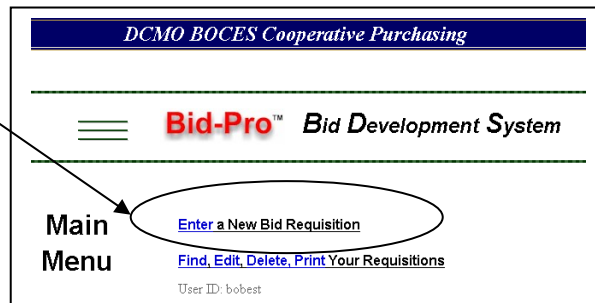 DCMO BOCES Cooperative Purchasing
Bid-Pro™ Bid Development System
Main Menu
Enter a New Bid Requisition
Find, Edit, Delete, Print Your Requisitions
User ID: bobest